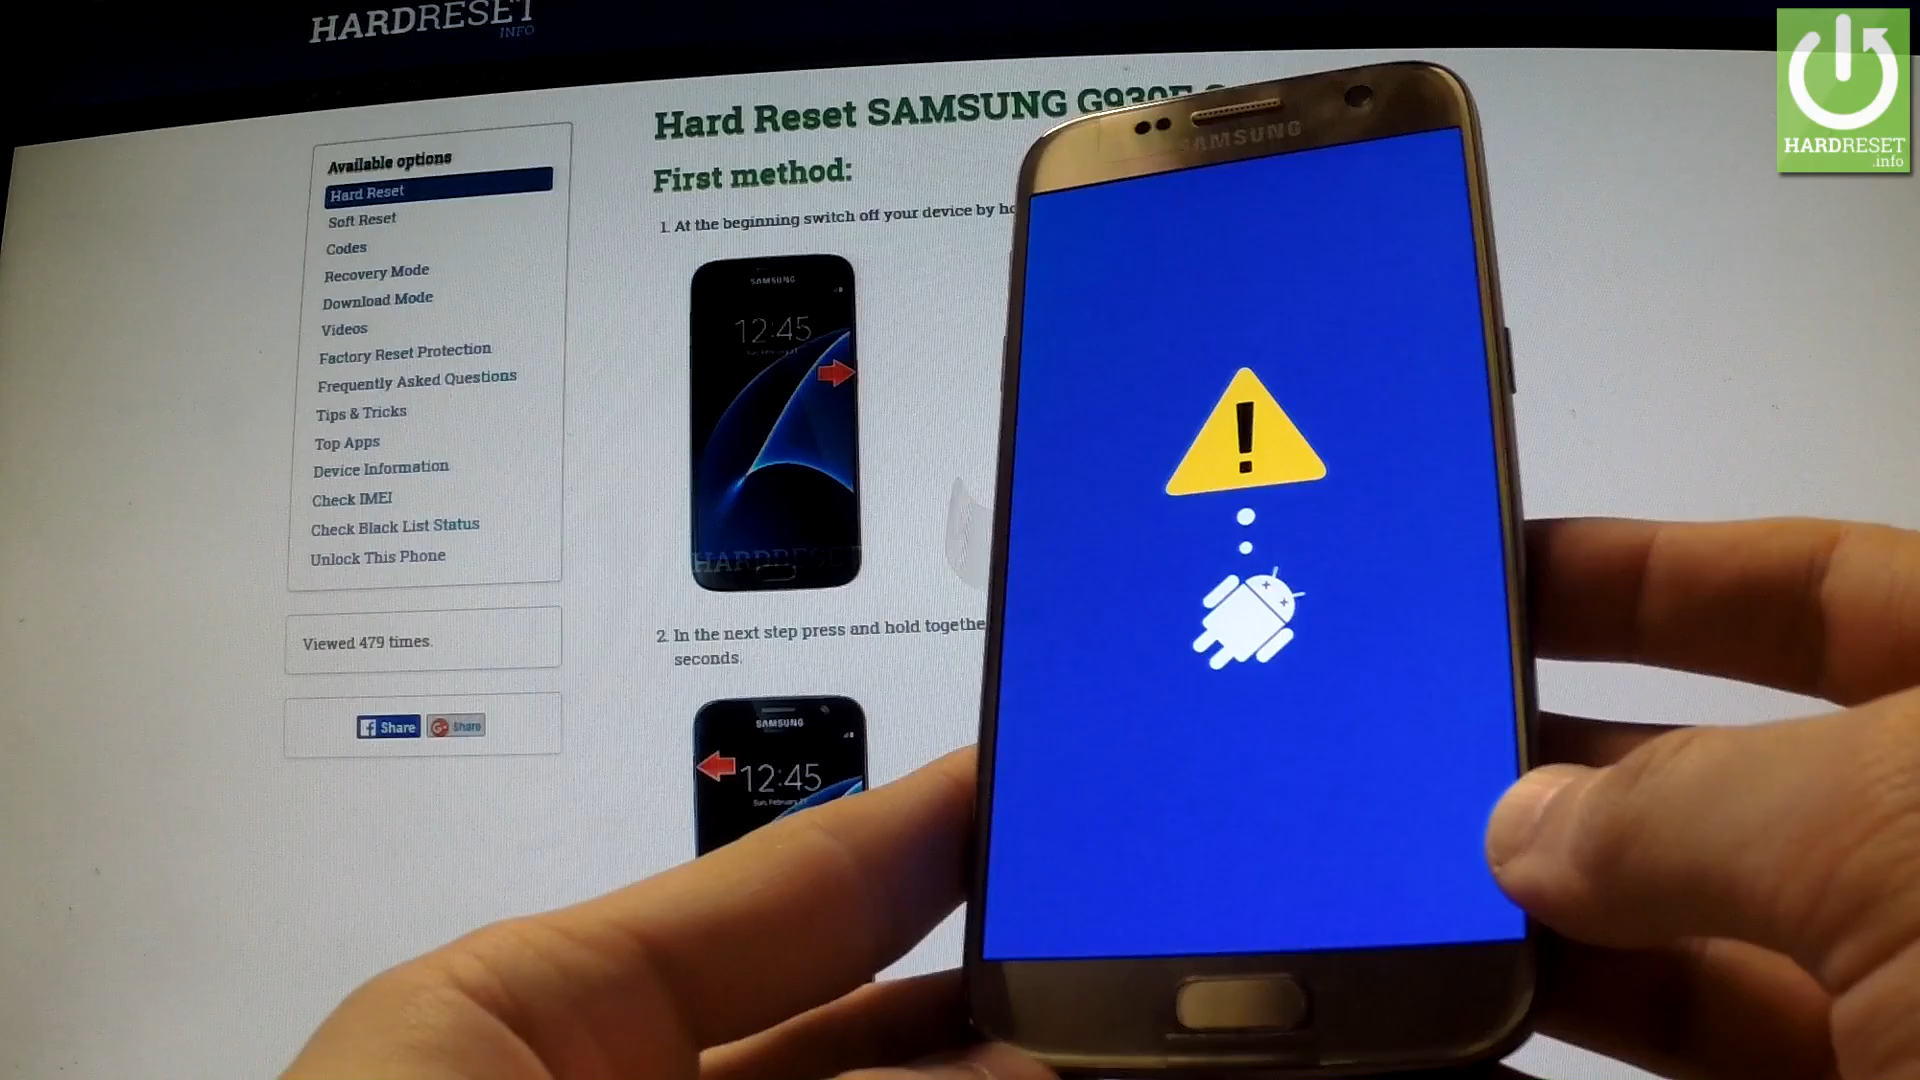 HARDRESET
INFO
HARDRESET
.info
Available options
Hard Reset
Soft Reset
Codes
Recovery Mode
Download Mode
Videos
Factory Reset Protection
Frequently Asked Questions
Tips & Tricks
Top Apps
Device Information
Check IMEI
Check Black List Status
Unlock This Phone
Viewed 479 times.
Share
G+ Share
Hard Reset SAMSUNG G930F
First method:
1. At the beginning switch off your device by
SAMSUNG
12:45
HARDRESET
2. In the next step press and hold
seconds.
SAMSUNG
12:45
SAMSUNG
!